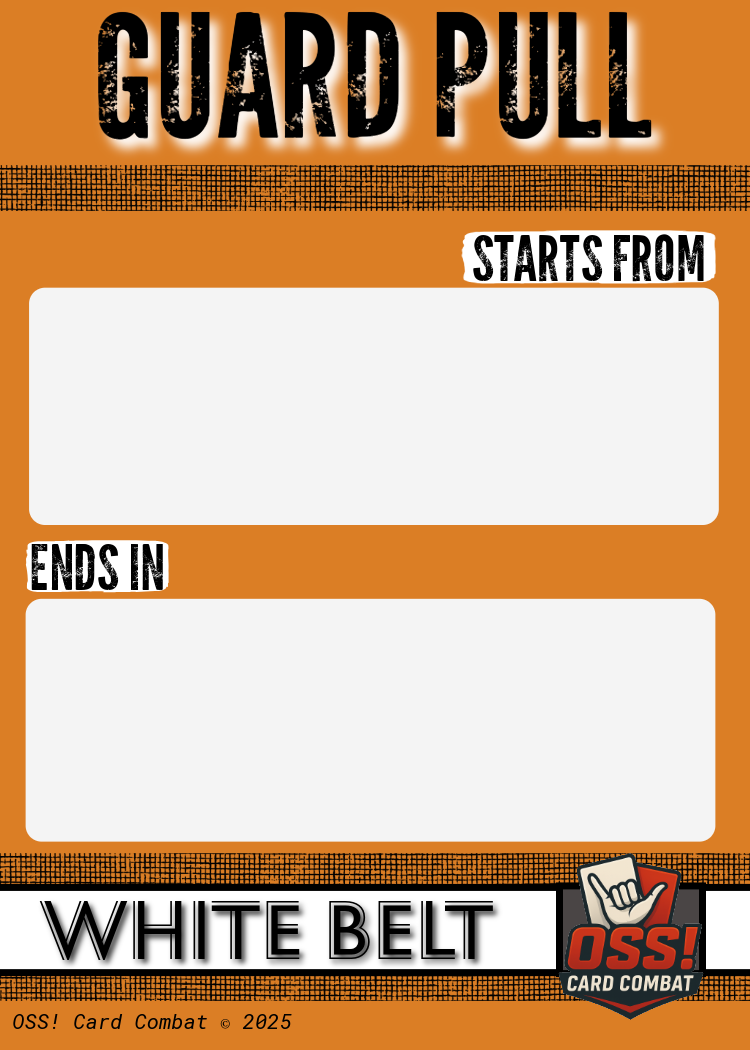 GUARD PULL
STARTS FROM
ENDS IN
WHITE BELT
OSS!
CARD COMBAT
OSS! Card Combat © 2025